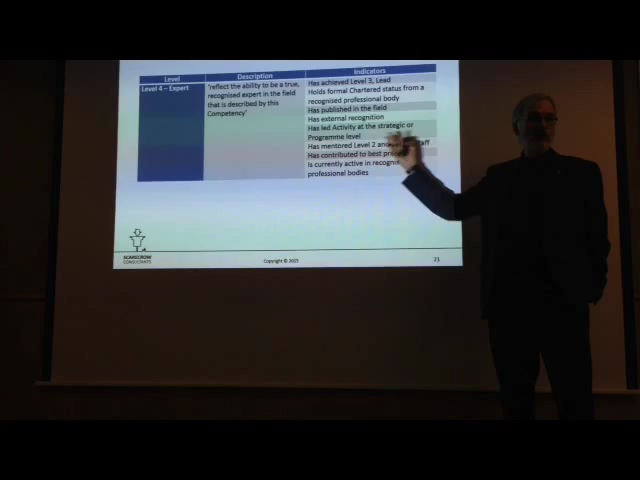 Level Description Indicators
Level 4 – Expert
'reflect the ability to be a true,
recognised expert in the field
that is described by this
Competency'
Has achieved Level 3, Lead
Holds formal Chartered status from a
recognised professional body
Has published in the field
Has external recognition
Has led Activity at the strategic or
Programme level
Has mentored Level 2 and
Has contributed to best
Is currently active in
professional bodies
SCARECROW
CONSULTANTS
Copyright © 2015
21